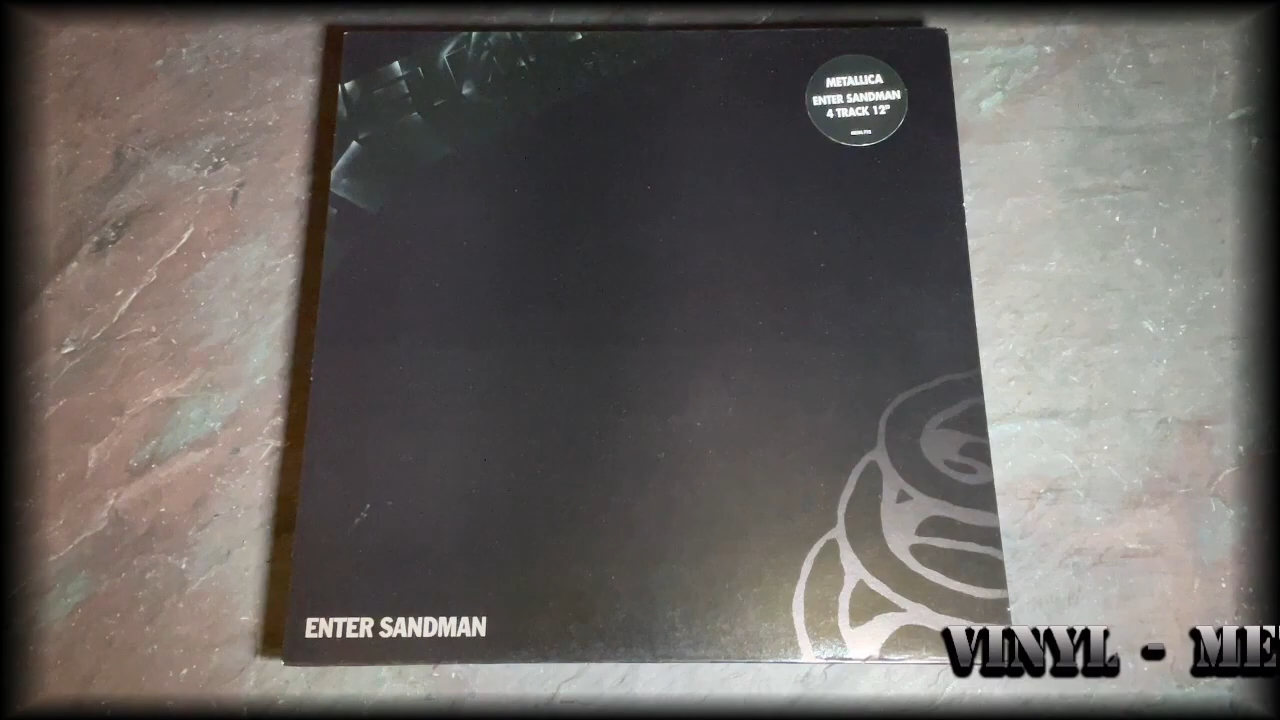 METALLICA
ENTER SANDMAN
4 TRACK 12"
ENTER SANDMAN
VINYL - ME